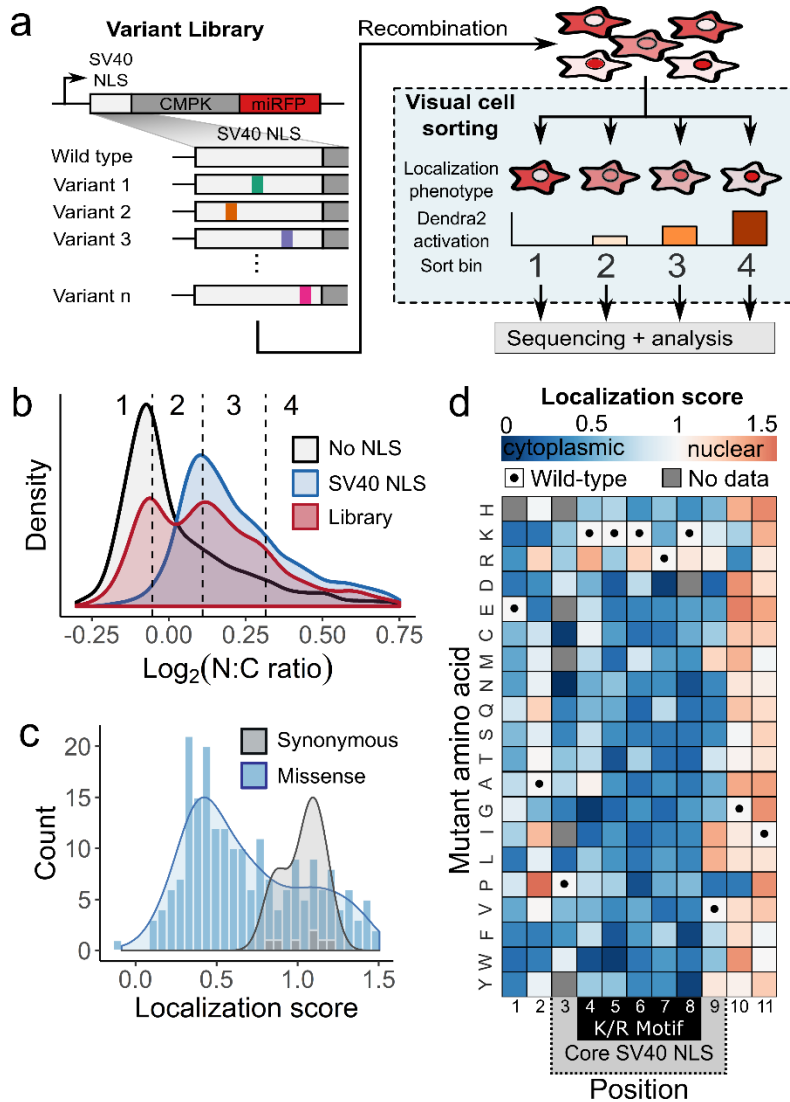 a
Variant Library
SV40
NLS
CMPK
miRFP
SV40 NLS
Wild type
Variant 1
Variant 2
Variant 3
⋮
Variant n
Recombination
Visual cell
sorting
Localization
phenotype
Dendra2
activation
Sort bin
1 2 3 4
Sequencing + analysis
b
1 2 3 4
No NLS
SV40 NLS
Library
Density
-0.25 0.00 0.25 0.50 0.75
Log2(N:C ratio)
c
Synonymous
Missense
Count
20
15
10
5
0
0.0 0.5 1.0 1.5
Localization score
d
Localization score
0 0.5 1 1.5
cytoplasmic nuclear
Wild-type No data
Mutant amino acid
H
K
R
D
E
C
M
N
Q
S
T
A
G
I
L
P
V
F
W
Y
1 2 3 4 5 6 7 8 9 10 11
K/R Motif
Core SV40 NLS
Position